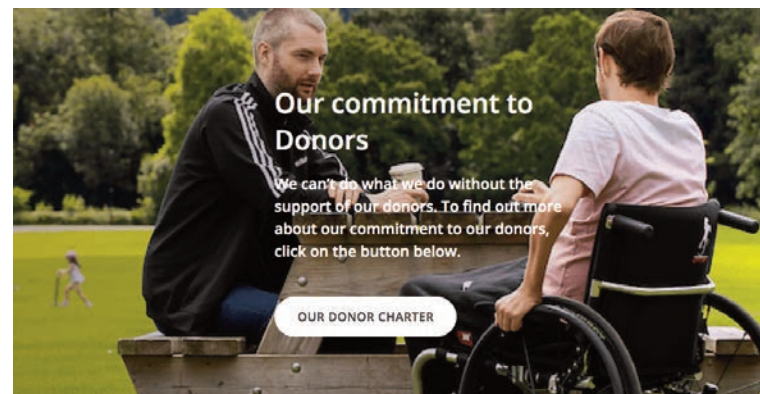 Our commitment to
Donors
We can't do what we do without the
support of our donors. To find out more
about our commitment to our donors,
click on the button below.
OUR DONOR CHARTER